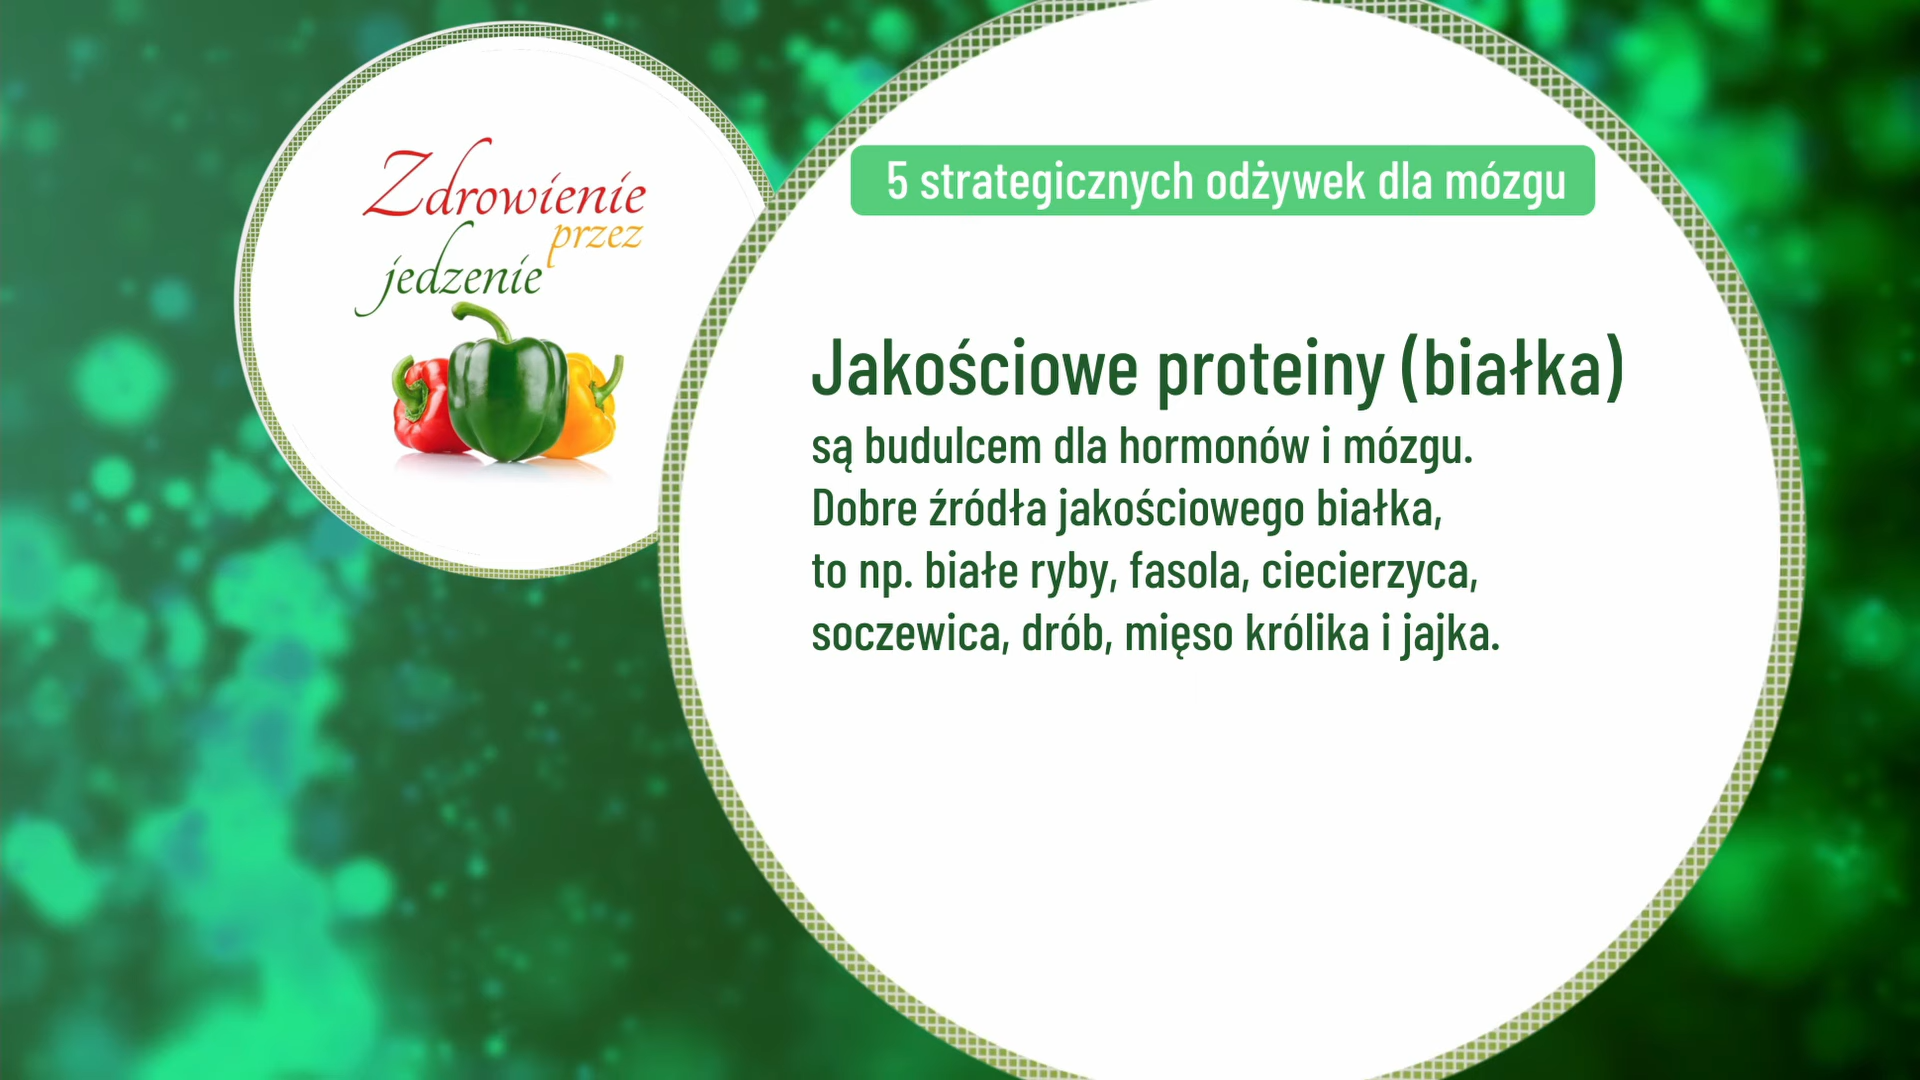 Zdrowienie
przez
jedzenie
5 strategicznych odżywek dla mózgu
Jakościowe proteiny (białka)
są budulcem dla hormonów i mózgu.
Dobre źródła jakościowego białka,
to np. białe ryby, fasola, ciecierzyca,
soczewica, drób, mięso królika i jajka.